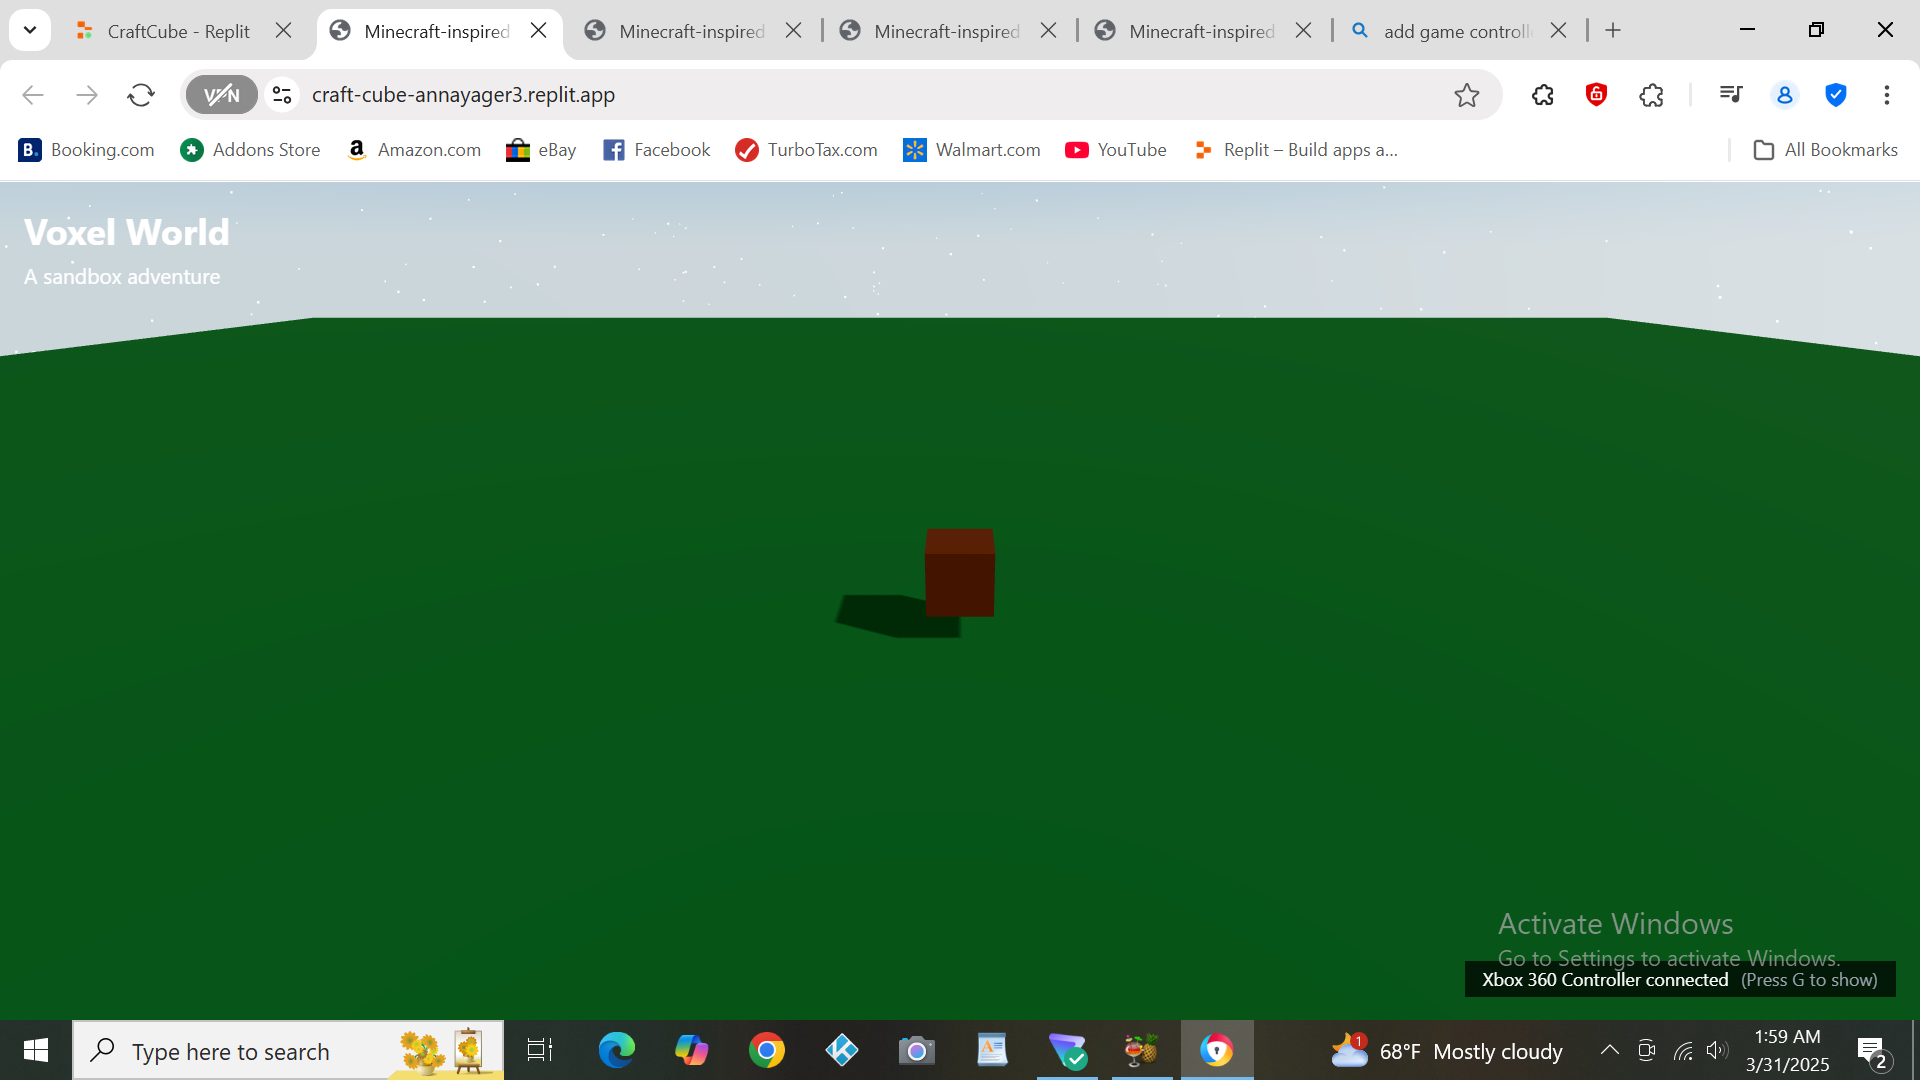 CraftCube - Replit
Minecraft-inspired
Minecraft-inspired
Minecraft-inspired
Minecraft-inspired
add game controll
VPN
craft-cube-annayager3.replit.app
B. Booking.com
Addons Store
a Amazon.com
eBay
Facebook
TurboTax.com
Walmart.com
YouTube
Replit – Build apps a...
All Bookmarks
Voxel World
A sandbox adventure
Activate Windows
Go to Settings to activate Windows.
Xbox 360 Controller connected (Press G to show)
Type here to search
1
68°F Mostly cloudy
1:59 AM
3/31/2025
2